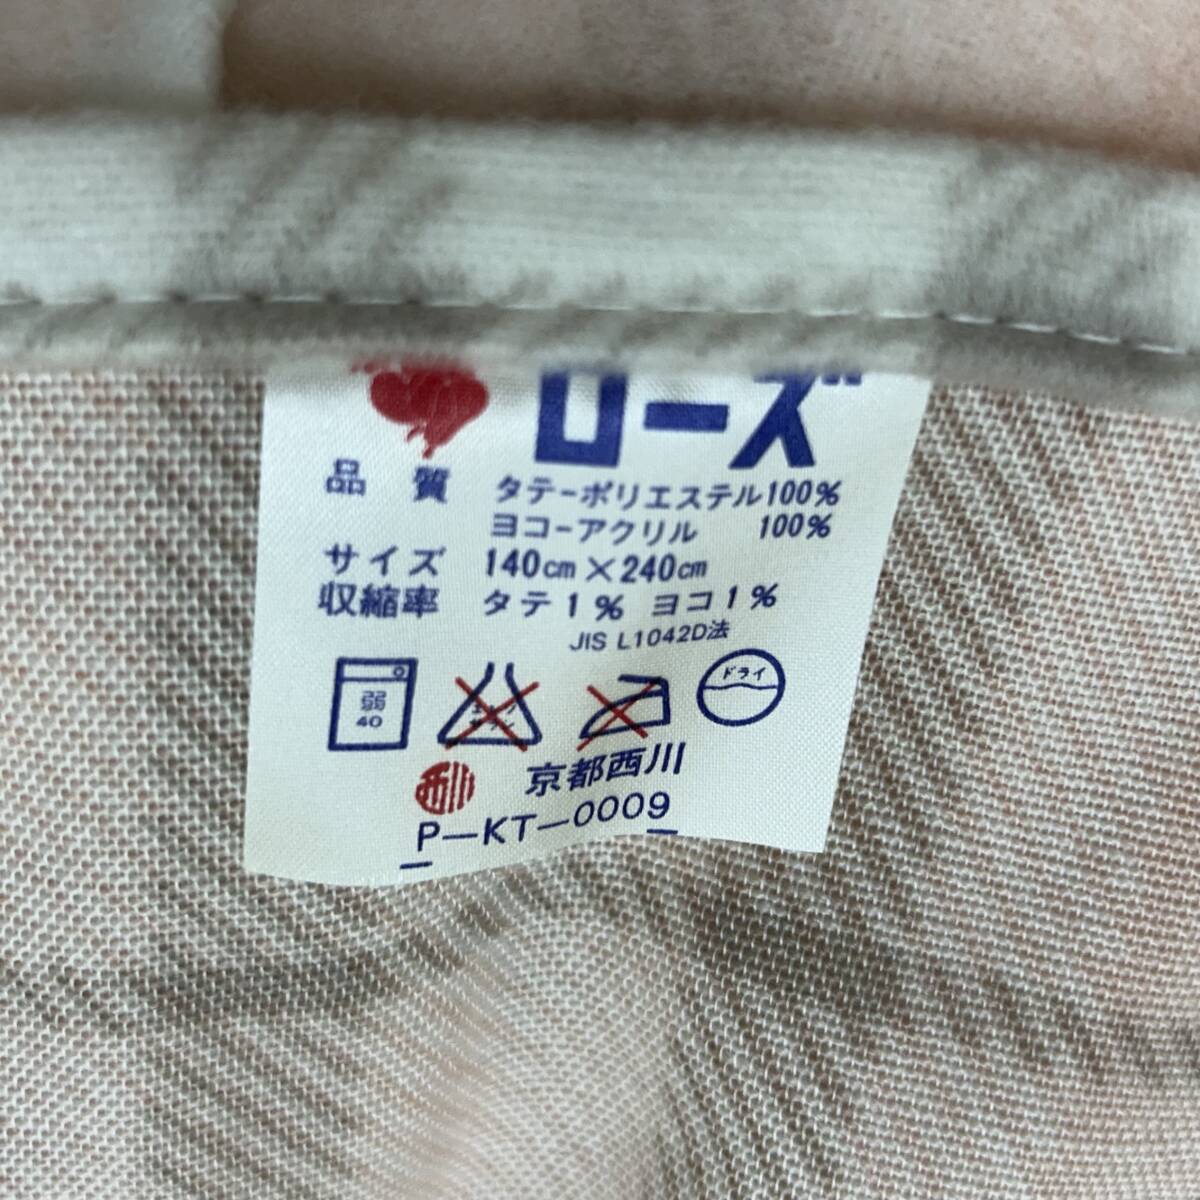 ローズ
品質 タテ-ポリエステル100%
ヨコ-アクリル 100%
サイズ 140cm×240cm
収縮率 タテ1% ヨコ1%
JIS L1042D法
弱
40
ドライ
西川 京都西川
P-KT-0009